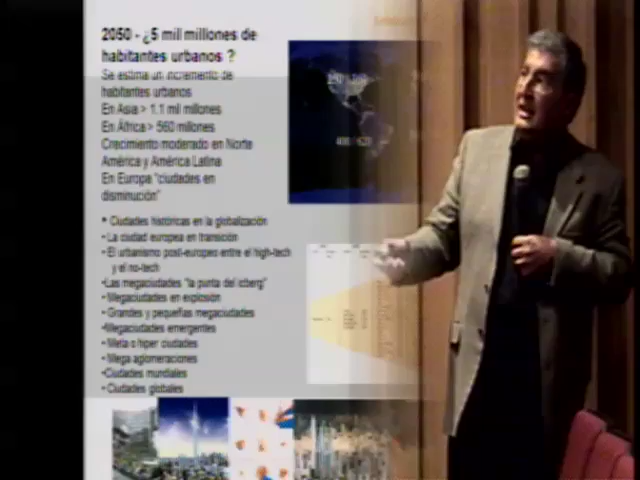 2050 - ¿5 mil millones de
habitantes urbanos ?
Se estima un incremento de
habitantes urbanos
En Asia > 1.1 mil millones
En África > 560 millones
Crecimiento moderado en Norte
América y América Latina
En Europa "ciudades en
disminución"
• Ciudades históricas en la globalización
• La ciudad europea en transición
• El urbanismo post-europeo entre el high-tech
y el no-tech
•Las megaciudades "la punta del iceberg"
• Megaciudades en explosión
• Grandes y pequeñas megaciudades
•Megaciudades emergentes
• Meta o hiper ciudades
• Mega aglomeraciones
•Ciudades mundiales
• Ciudades globales